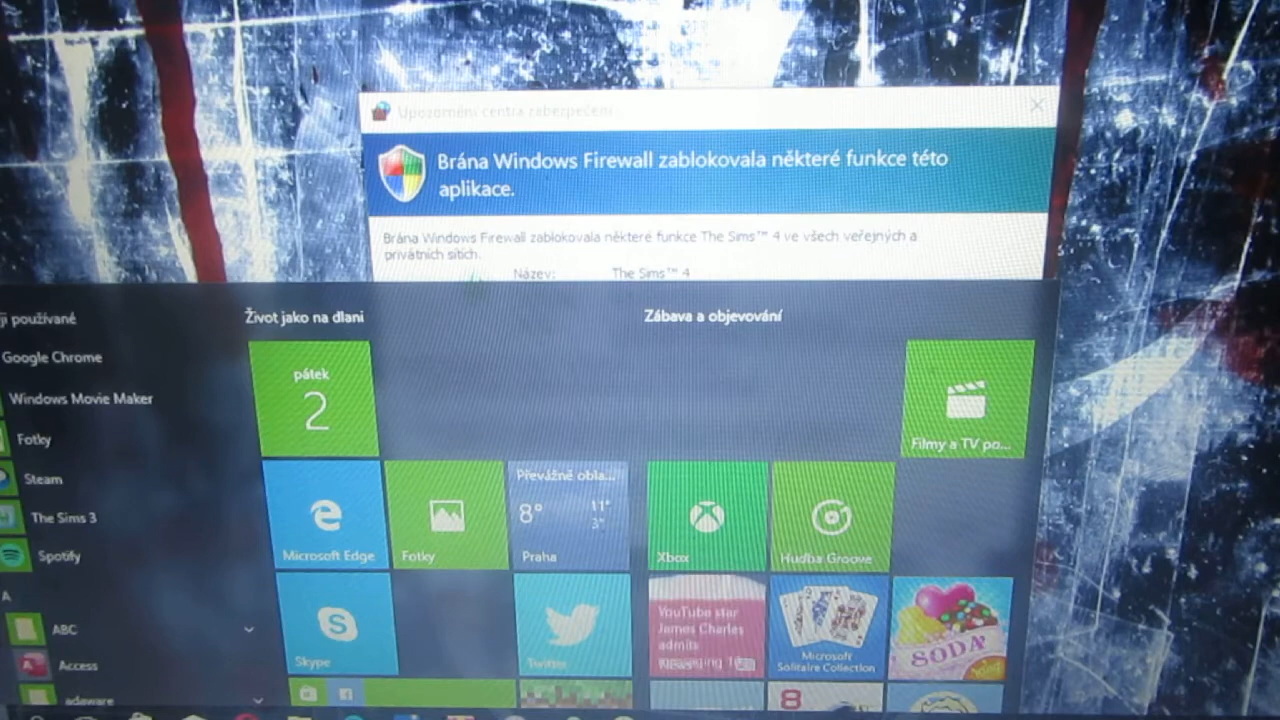 Upozornění centra zabezpečení
Brána Windows Firewall zablokovala některé funkce této
aplikace.
Brána Windows Firewall zablokovala některé funkce The Sims™ 4 ve všech veřejných a
privátních sítích.
Název: The Sims™ 4
používané
Google Chrome
Windows Movie Maker
Fotky
Steam
The Sims 3
Spotify
A
ABC
Access
adaware
Život jako na dlani
pátek
2
Microsoft Edge
Fotky
Převážně obla...
8°
11°
3°
Praha
Skype
Twitter
Zábava a objevování
Filmy a TV po...
Xbox
Hudba Groove
YouTube star
James Charles
admits
Microsoft
Solitaire Collection
SODA
8